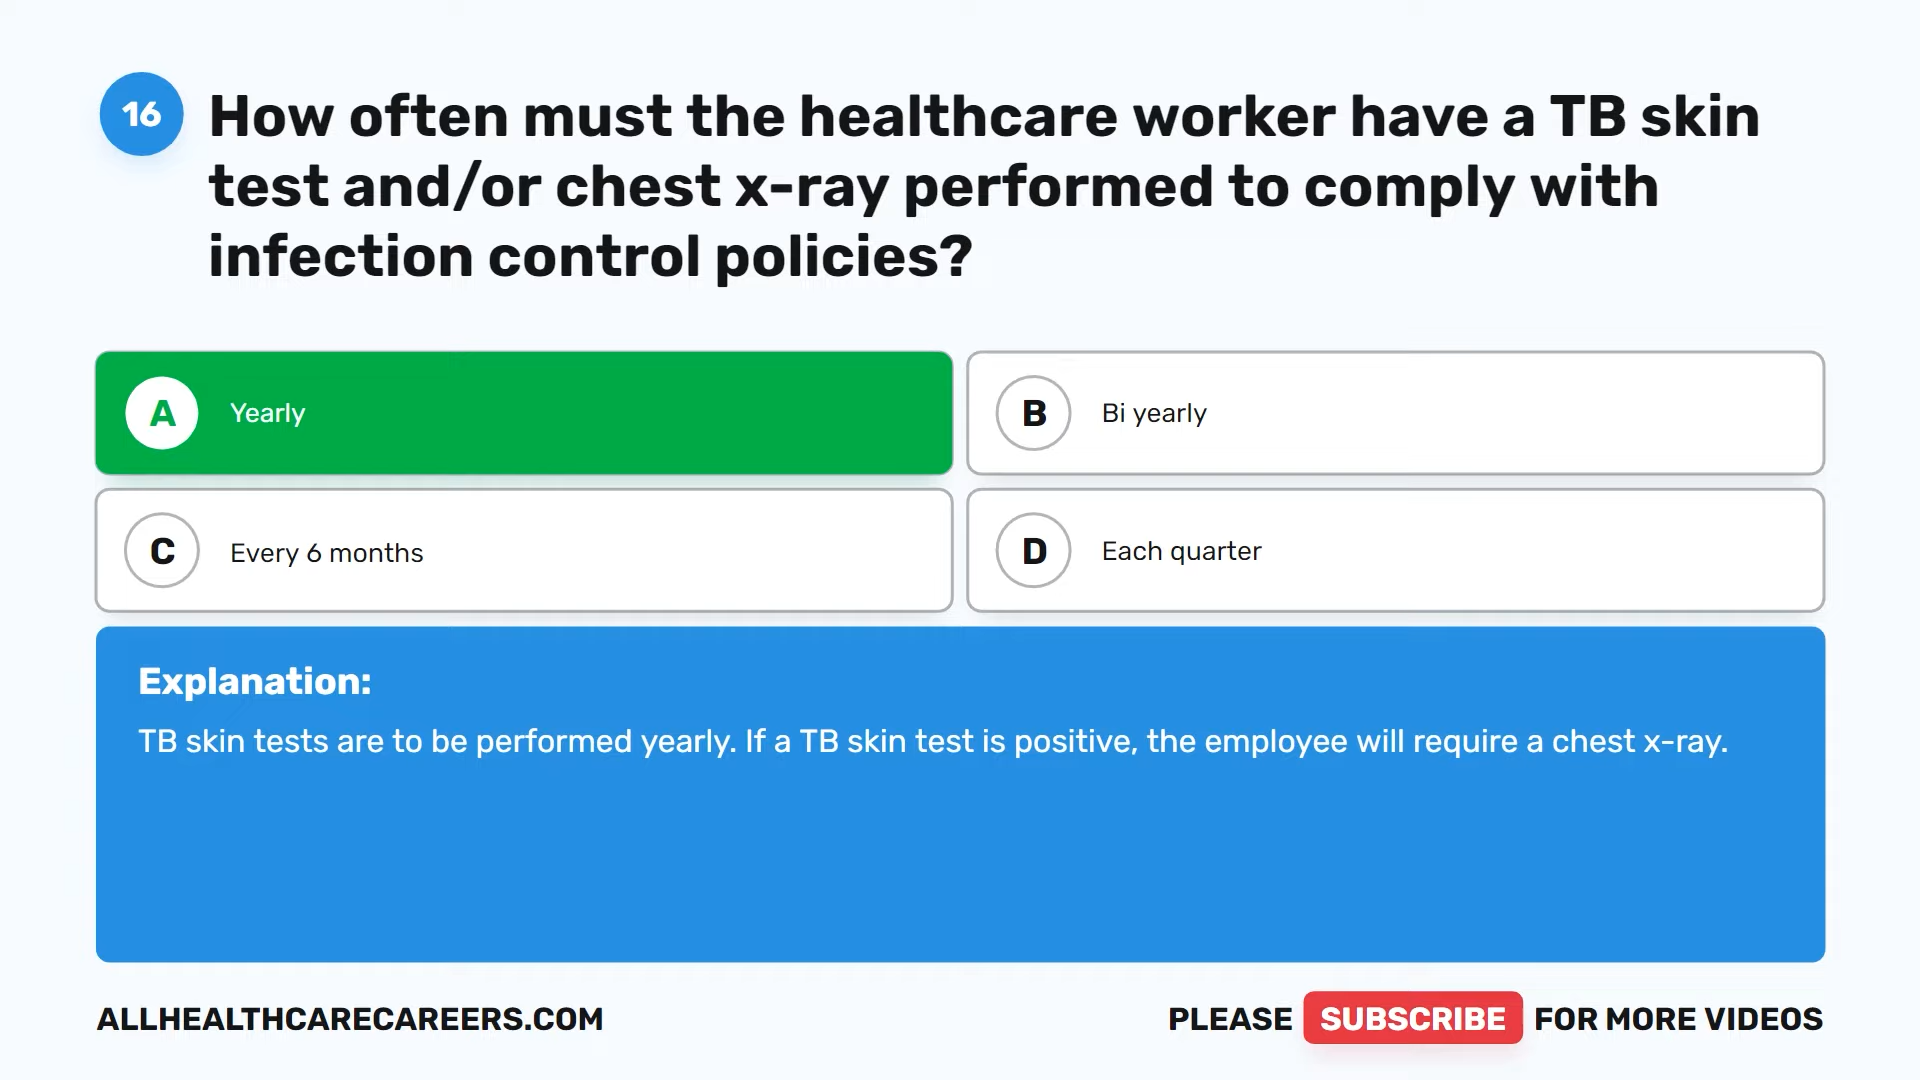 16
How often must the healthcare worker have a TB skin
test and/or chest x-ray performed to comply with
infection control policies?
A Yearly
B Bi yearly
C Every 6 months
D Each quarter
Explanation:
TB skin tests are to be performed yearly. If a TB skin test is positive, the employee will require a chest x-ray.
ALLHEALTHCARECAREERS.COM
PLEASE SUBSCRIBE FOR MORE VIDEOS